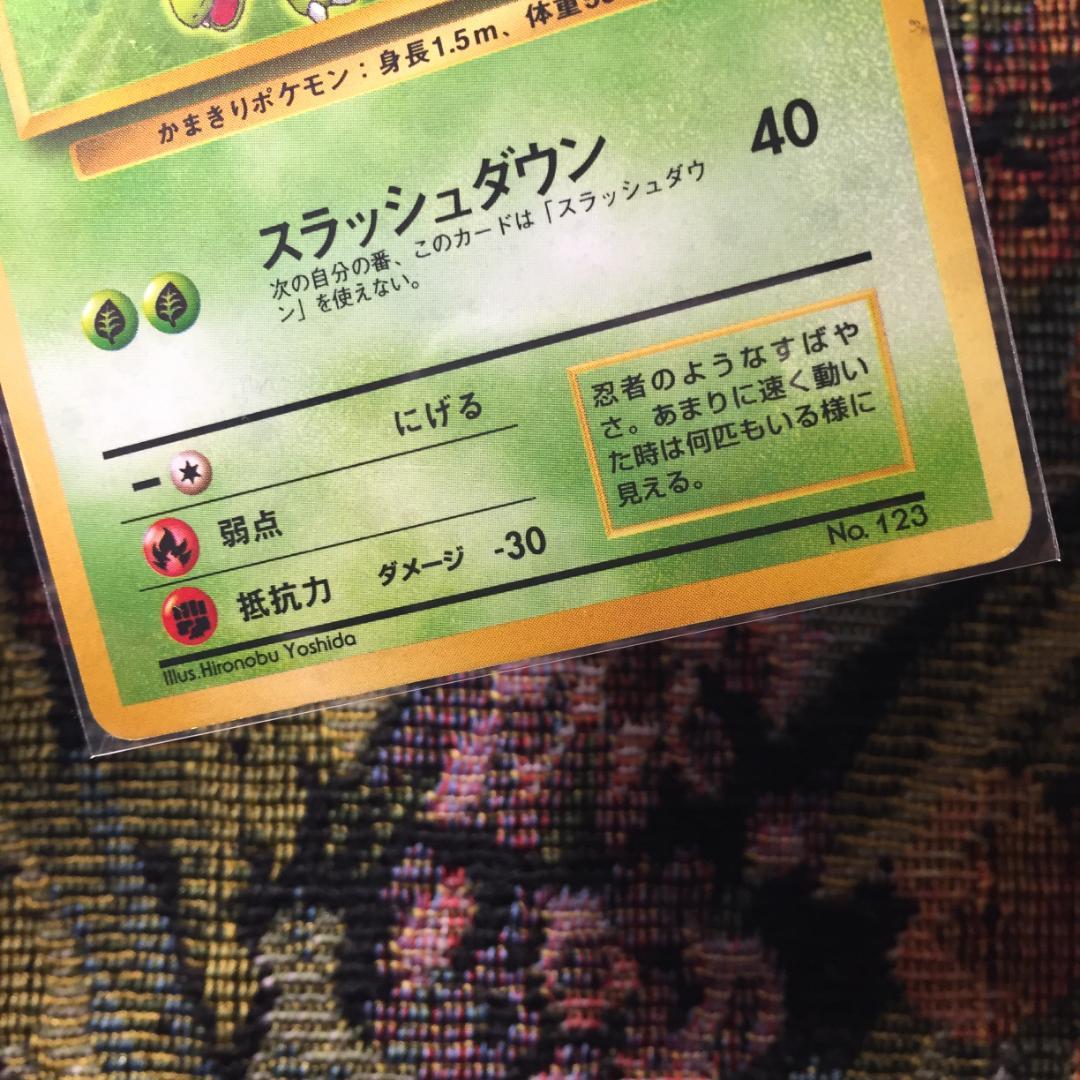 かまきりポケモン：身長1.5m、体重
スラッシュダウン 40
次の自分の番、このカードは「スラッシュダウ
ン」を使えない。
にげる
弱点
抵抗力 ダメージ -30
忍者のようなすばや
さ。あまりに速く動い
た時は何匹もいる様に
見える。
No. 123
Illus.Hironobu Yoshida